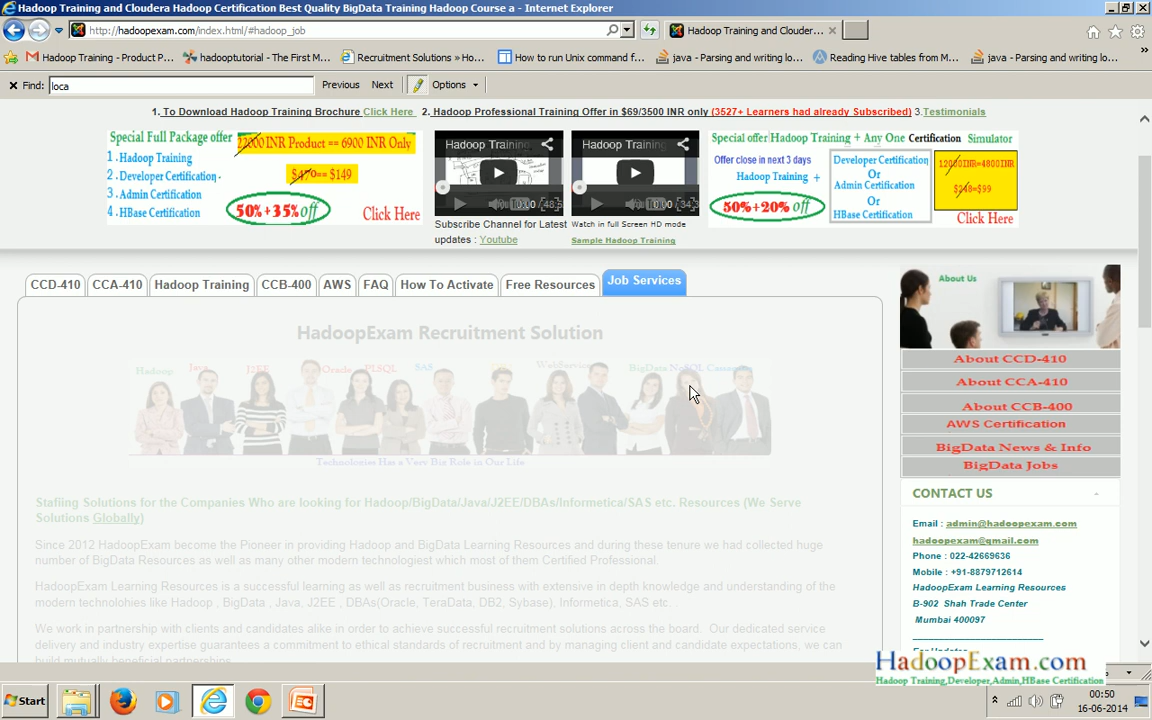 Hadoop Training and Cloudera Hadoop Certification Best Quality BigData Training Hadoop Course a - Internet Explorer
http://hadoopexam.com/index.html/#hadoop_job
Hadoop Training and Clouder...
Hadoop Training - Product P...
hadooptutorial - The First M...
Recruitment Solutions » Ho...
How to run Unix command f...
java - Parsing and writing lo...
Reading Hive tables from M...
java - Parsing and writing lo...
Find: loca
Previous
Next
Options
1. To Download Hadoop Training Brochure Click Here 2. Hadoop Professional Training Offer in $69/3500 INR only (3527+ Learners had already Subscribed) 3.Testimonials
Special Full Package offer
22000 INR Product == 6900 INR Only
1. Hadoop Training
2. Developer Certification-
3. Admin Certification
4. HBase Certification
== $149
50%+35% off
Click Here
Hadoop Training
Hadoop Training
Subscribe Channel for Latest updates : Youtube
Watch in full Screen HD mode
Sample Hadoop Training
Special offer Hadoop Training + Any One Certification Simulator
Offer close in next 3 days
Hadoop Training +
Developer Certification
Or
Admin Certification
Or
HBase Certification
12000INR=4800INR
$248=$99
50%+20% off
Click Here
CCD-410
CCA-410
Hadoop Training
CCB-400
AWS
FAQ
How To Activate
Free Resources
Job Services
HadoopExam Recruitment Solution
Hadoop
Java
J2EE
Oracle
PLSQL
SAS
WebService
BigData NoSQL
Technologies Has a Very Big Role in Our Life
Staffing Solutions for the Companies Who are looking for Hadoop/BigData/Java/J2EE/DBAs/Informetica/SAS etc. Resources (We Serve
Solutions Globally)
Since 2012 HadoopExam become the Pioneer in providing Hadoop and BigData Learning Resources and during these tenure we had collected huge
number of BigData Resources as well as many other modern technologiest which most of them Certified Professional.
HadoopExam Learning Resources is a successful learning as well as recruitment business with extensive in depth knowledge and understanding of the
modern technolohies like Hadoop , BigData , Java, J2EE , DBAs(Oracle, TeraData, DB2, Sybase), Informetica, SAS etc.
We work in partnership with clients and candidates alike in order to achieve successful recruitment solutions across the board. Our dedicated service
delivery and industry expertise guarantees a commitment to ethical standards of recruitment and by managing client and candidate expectations, we can
build mutually beneficial partnerships
About Us
About CCD-410
About CCA-410
About CCB-400
AWS Certification
BigData News & Info
BigData Jobs
CONTACT US
Email : admin@hadoopexam.com
hadoopexam@gmail.com
Phone : 022-42669636
Mobile : +91-8879712614
HadoopExam Learning Resources
B-902 Shah Trade Center
Mumbai 400097
For Updates
HadoopExam.com
Hadoop Training,Developer,Admin,HBase Certification
Start
00:50
16-06-2014